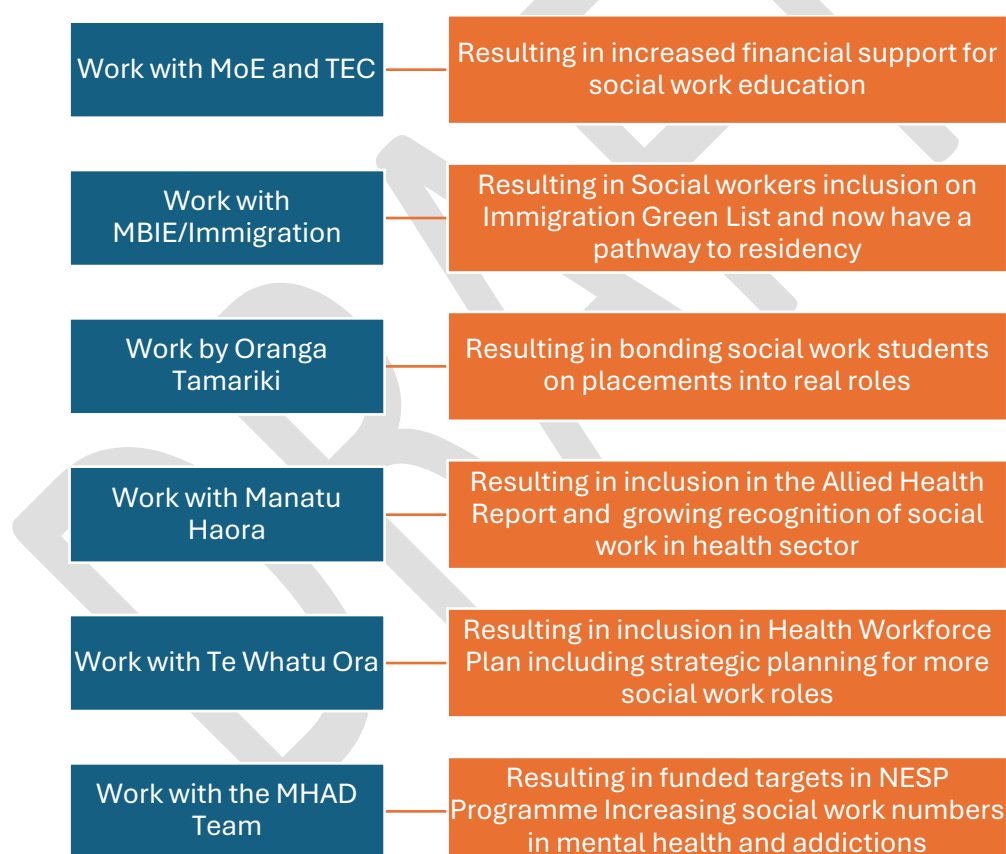 Work with MoE and TEC
Resulting in increased financial support for
social work education
Work with
MBIE/Immigration
Resulting in Social workers inclusion on
Immigration Green List and now have a
pathway to residency
Work by Oranga
Tamariki
Resulting in bonding social work students
on placements into real roles
Work with Manatu
Haora
Resulting in inclusion in the Allied Health
Report and  growing recognition of social
work in health sector
Work with Te Whatu Ora
Resulting in inclusion in Health Workforce
Plan including strategic planning for more
social work roles
Work with the MHAD
Team
Resulting in funded targets in NESP
Programme Increasing social work numbers
in mental health and addictions
DRAFT